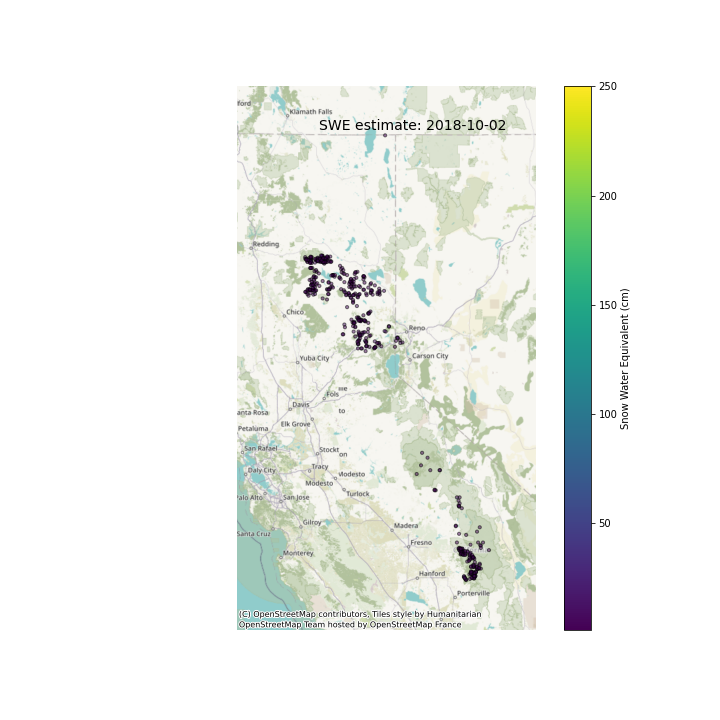 ford
Klamath Falls
SWE estimate: 2018-10-02
Redding
Chico
Reno
Yuba City
Carson City
Fols
Davis
to
anta Rosa
Elk Grove
Petaluma
San Rafael
Stockt
on
Daly City
Tracy
Modesto
Modesto
Palo Alto
San Jose
Turlock
Gilroy
Madera
Santa Cruz
Fresno
Monterey
Hanford
Porterville
(C) OpenStreetMap contributors, Tiles style by Humanitarian
OpenStreetMap Team hosted by OpenStreetMap France
250
200
150
100
50
Snow Water Equivalent (cm)